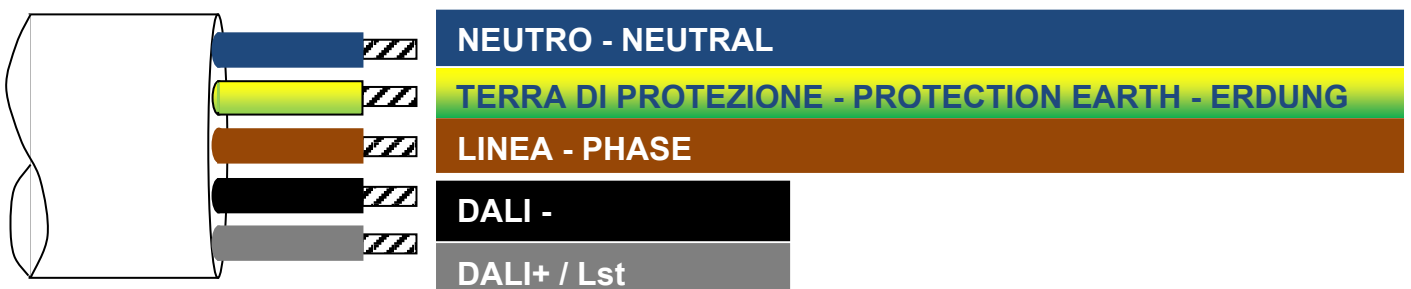 NEUTRO - NEUTRAL
TERRA DI PROTEZIONE - PROTECTION EARTH - ERDUNG
LINEA - PHASE
DALI -
DALI+ / Lst